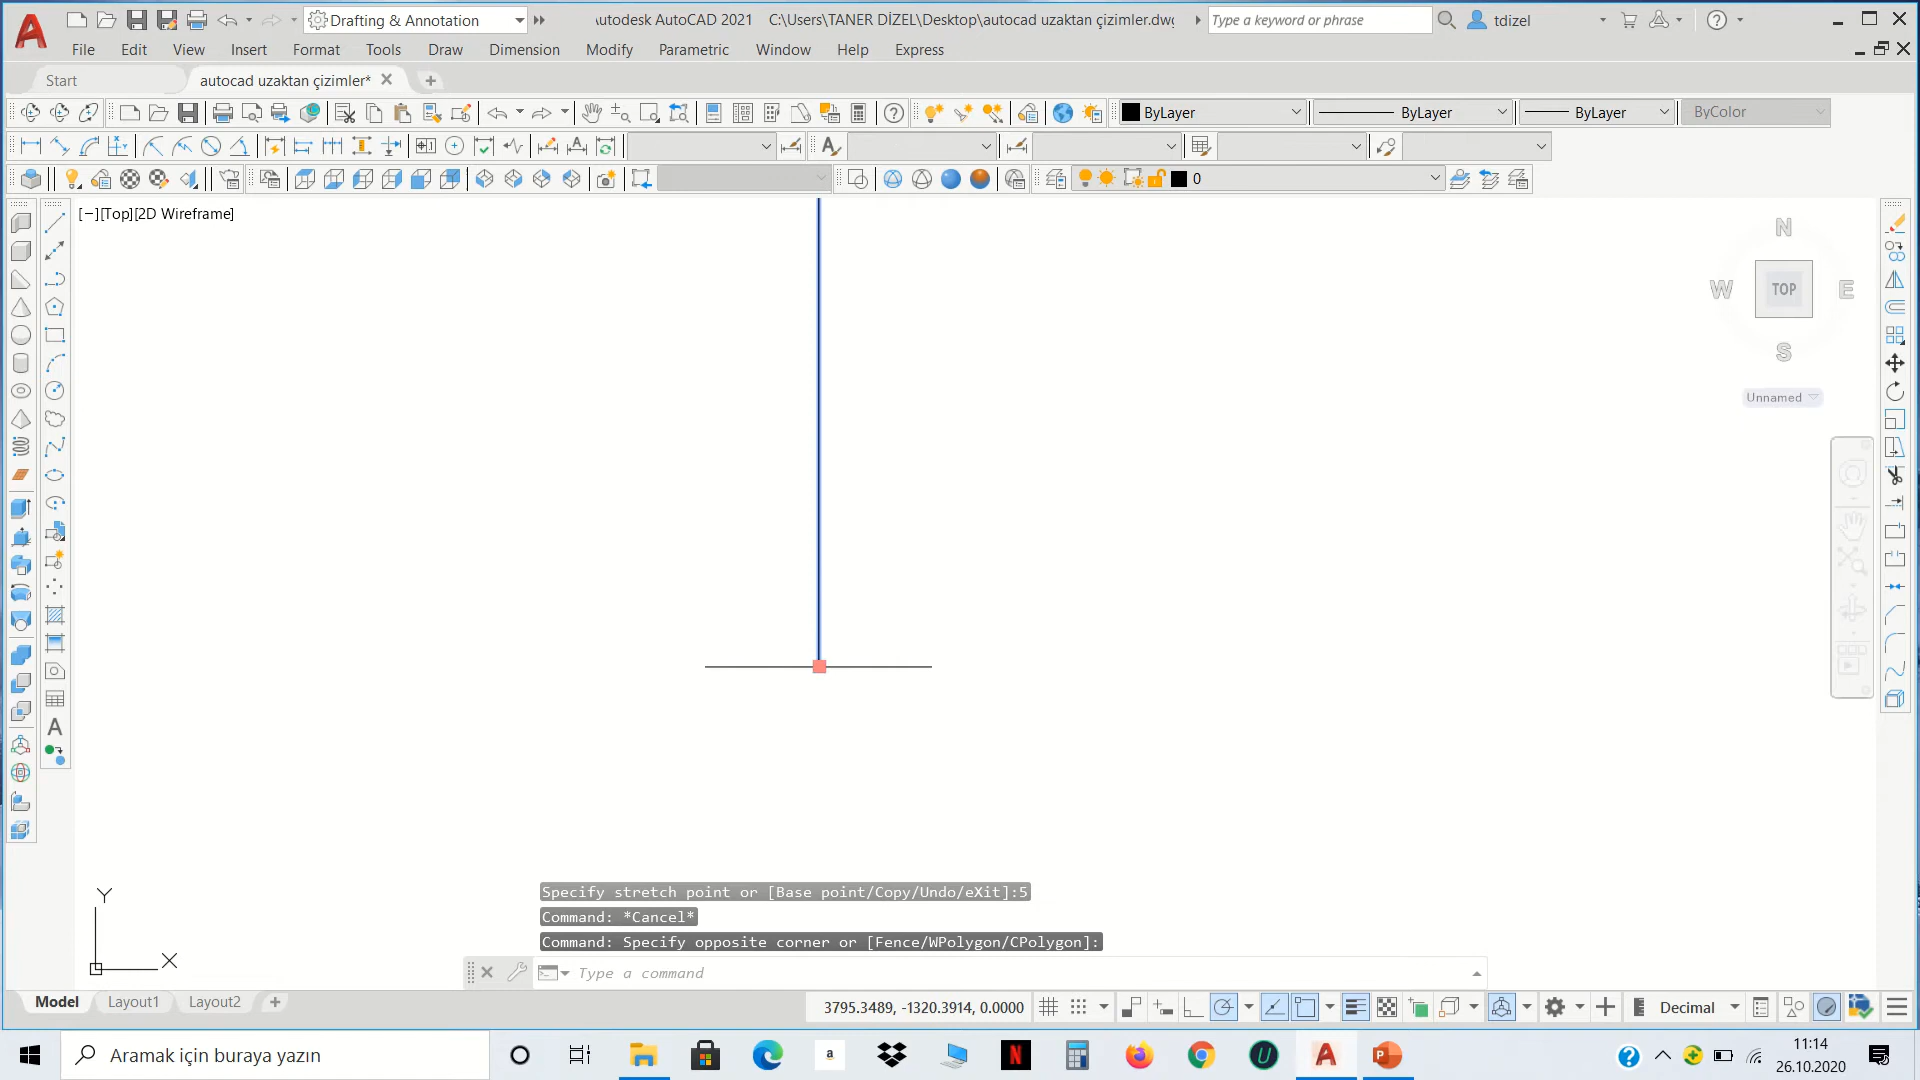 Drafting & Annotation
utodesk AutoCAD 2021 C:\Users\TANER DİZEL\Desktop\autocad uzaktan çizimler.dwg
Type a keyword or phrase
tdizel
File Edit View Insert Format Tools Draw Dimension Modify Parametric Window Help Express
Start
autocad uzaktan çizimler*
ByLayer
ByLayer
ByLayer
ByColor
0
[−][Top][2D Wireframe]
N
W
TOP
E
S
Unnamed
Y
X
Specify stretch point or [Base point/Copy/Undo/eXit]:5
Command: *Cancel*
Command: Specify opposite corner or [Fence/WPolygon/CPolygon]:
Type a command
Model Layout1 Layout2
3795.3489, -1320.3914, 0.0000
Decimal
Aramak için buraya yazın
11:14
26.10.2020